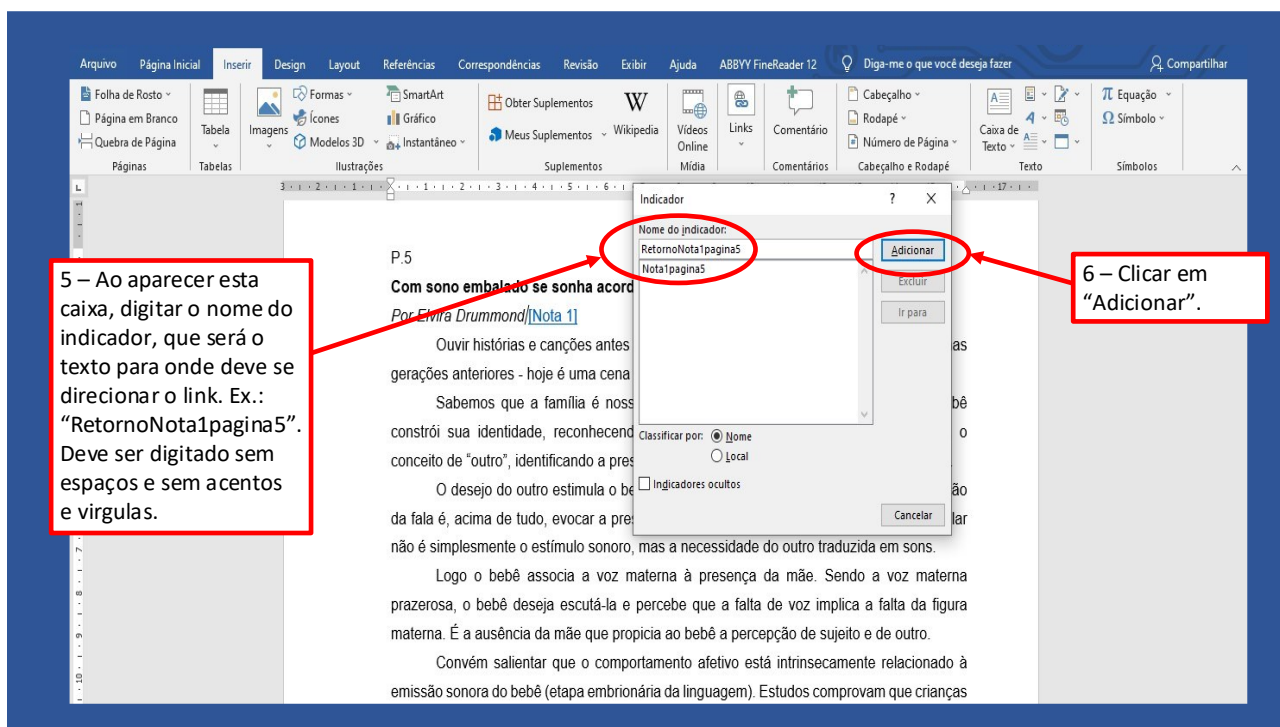 Arquivo Página Inicial Inserir Design Layout Referências Correspondências Revisão Exibir Ajuda ABBYY FineReader 12 Diga-me o que você deseja fazer Compartilhar
Folha de Rosto
Página em Branco
Quebra de Página
Páginas
Tabela
Tabelas
Imagens
Formas
Ícones
Modelos 3D
SmartArt
Gráfico
Instantâneo
Ilustrações
Obter Suplementos
Meus Suplementos
W
Wikipedia
Suplementos
Vídeos
Online
Mídia
Links
Comentário
Comentários
Cabeçalho
Rodapé
Número de Página
Cabeçalho e Rodapé
Caixa de
Texto
Texto
π Equação
Ω Símbolo
Símbolos
L
3 2 1 1 2 3 4 5 6 17
5 – Ao aparecer esta
caixa, digitar o nome do
indicador, que será o
texto para onde deve se
direcionar o link. Ex.:
“RetornoNota1pagina5”.
Deve ser digitado sem
espaços e sem acentos
e virgulas.
Indicador ? X
Nome do indicador:
RetornoNota1pagina5
Nota1pagina5
Adicionar
Excluir
Ir para
Classificar por: Nome
Local
Indicadores ocultos
Cancelar
6 – Clicar em
“Adicionar”.
P.5
Com sono embalado se sonha acord
Por Elvira Drummond/[Nota 1]
Ouvir histórias e canções antes as
gerações anteriores - hoje é uma cena
Sabemos que a família é noss bê
constrói sua identidade, reconhecend o
conceito de “outro”, identificando a pres
O desejo do outro estimula o be ão
da fala é, acima de tudo, evocar a pres lar
não é simplesmente o estímulo sonoro, mas a necessidade do outro traduzida em sons.
Logo o bebê associa a voz materna à presença da mãe. Sendo a voz materna
prazerosa, o bebê deseja escutá-la e percebe que a falta de voz implica a falta da figura
materna. É a ausência da mãe que propicia ao bebê a percepção de sujeito e de outro.
Convém salientar que o comportamento afetivo está intrinsecamente relacionado à
emissão sonora do bebê (etapa embrionária da linguagem). Estudos comprovam que crianças